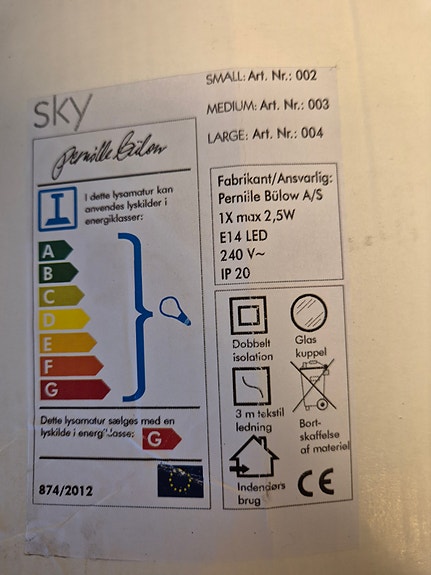 sky
SMALL: Art. Nr.: 002
MEDIUM: Art. Nr.: 003
LARGE: Art. Nr.: 004
Pernille Bülow
I dette lysarmatur kan
anvendes lyskilder i
energiklasser:
A
B
C
D
E
F
G
Dette lysarmatur sælges med en
lyskilde i energiklasse: G
874/2012
Fabrikant/Ansvarlig:
Pernille Bülow A/S
1X max 2,5W
E14 LED
240 V~
IP 20
Dobbelt
isolation
Glas
kuppel
3 m tekstil
ledning
Bort-
skaffelse
af materiel
Indendørs
brug
CE